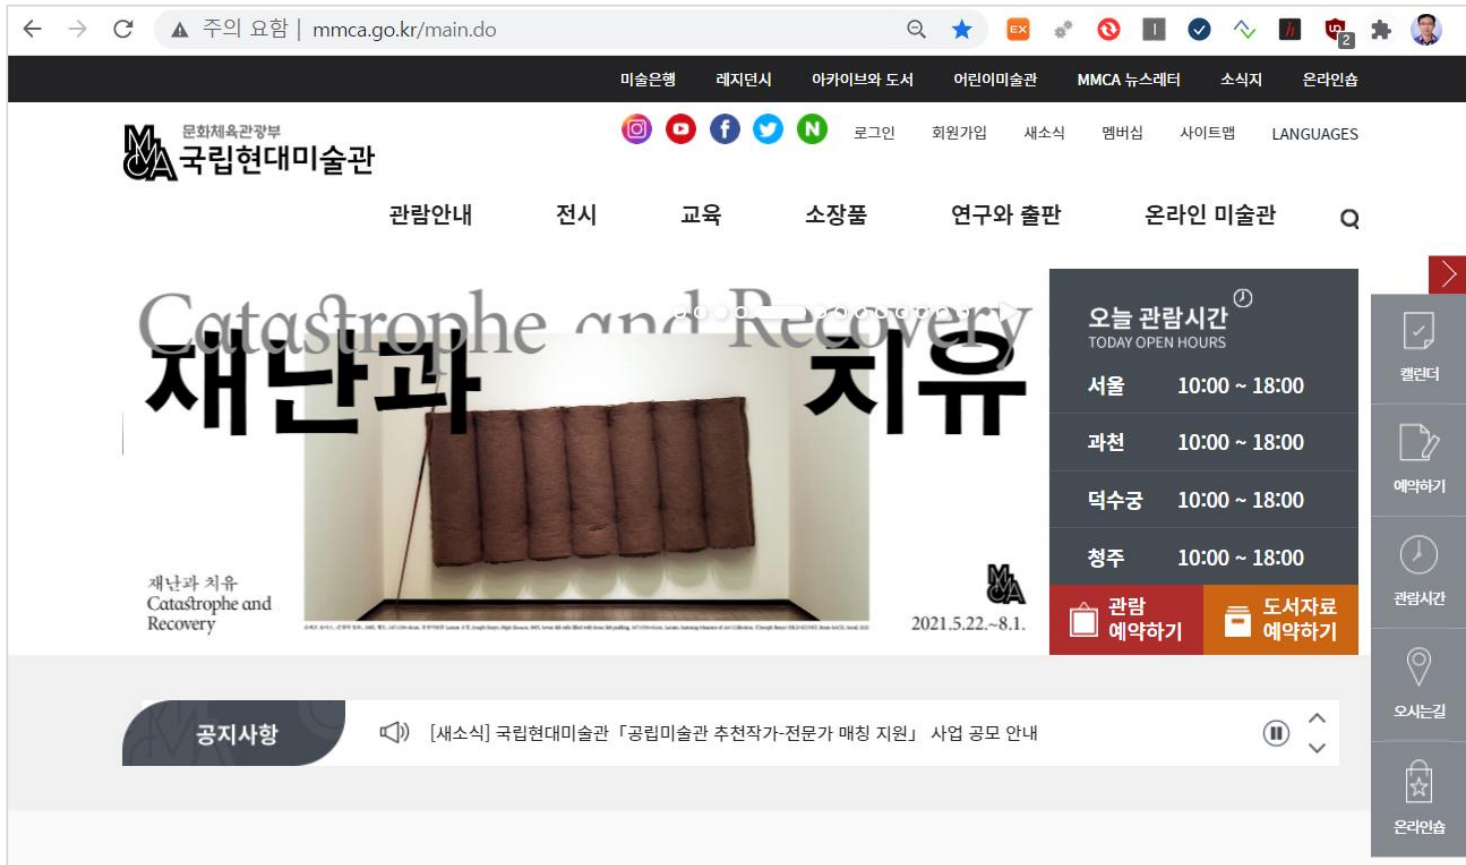 주의 요함 | mmca.go.kr/main.do
2
미술은행 레지던시 아카이브와 도서 어린이미술관 MMCA 뉴스레터 소식지 온라인숍
MMCA 문화체육관광부
국립현대미술관
로그인 회원가입 새소식 멤버십 사이트맵 LANGUAGES
관람안내 전시 교육 소장품 연구와 출판 온라인 미술관
Catastrophe and Recovery
재난과 치유
재난과 치유
Catastrophe and
Recovery
MMCA
2021.5.22.~8.1.
오늘 관람시간
TODAY OPEN HOURS
서울 10:00 ~ 18:00
과천 10:00 ~ 18:00
덕수궁 10:00 ~ 18:00
청주 10:00 ~ 18:00
관람
예약하기
도서자료
예약하기
캘린더
예약하기
관람시간
오시는길
온라인숍
공지사항
[새소식] 국립현대미술관「공립미술관 추천작가-전문가 매칭 지원」 사업 공모 안내